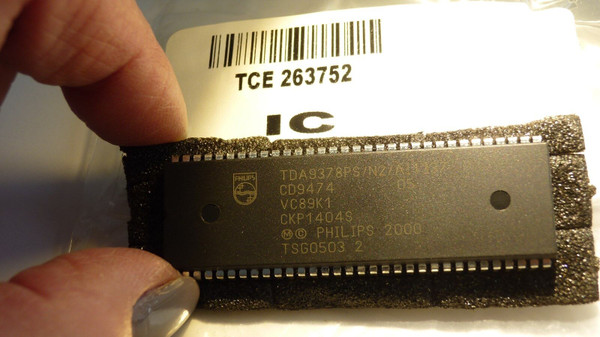 TCE 263752
IC
PHILIPS
TDA9378PS/N2/
CD9474
VC89K1
CKP1404S
Ⓜ © PHILIPS 2000
TSG0503 2